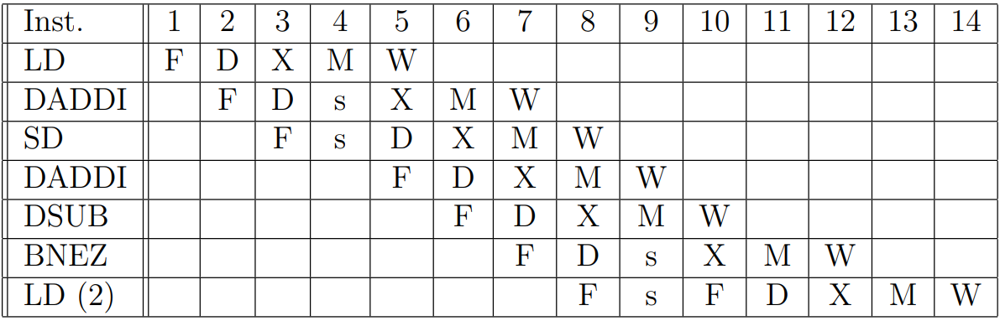 Inst. 1 2 3 4 5 6 7 8 9 10 11 12 13 14
LD F D X M W
DADDI F D s X M W
SD F s D X M W
DADDI F D X M W
DSUB F D X M W
BNEZ F D s X M W
LD (2) F s F D X M W